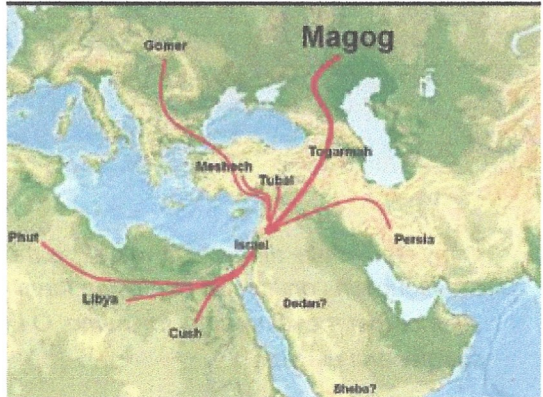 Gomer
Magog
Meshech
Togarmah
Tubal
Phut
Israel
Persia
Libya
Dedan?
Cush
Sheba?